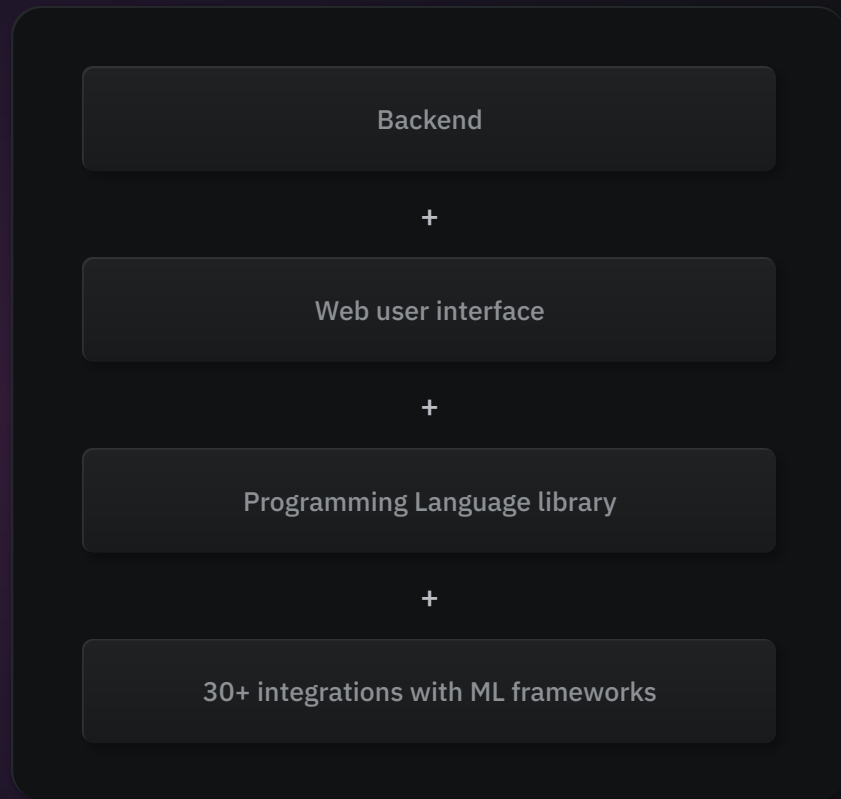 Backend
+
Web user interface
+
Programming Language library
+
30+ integrations with ML frameworks